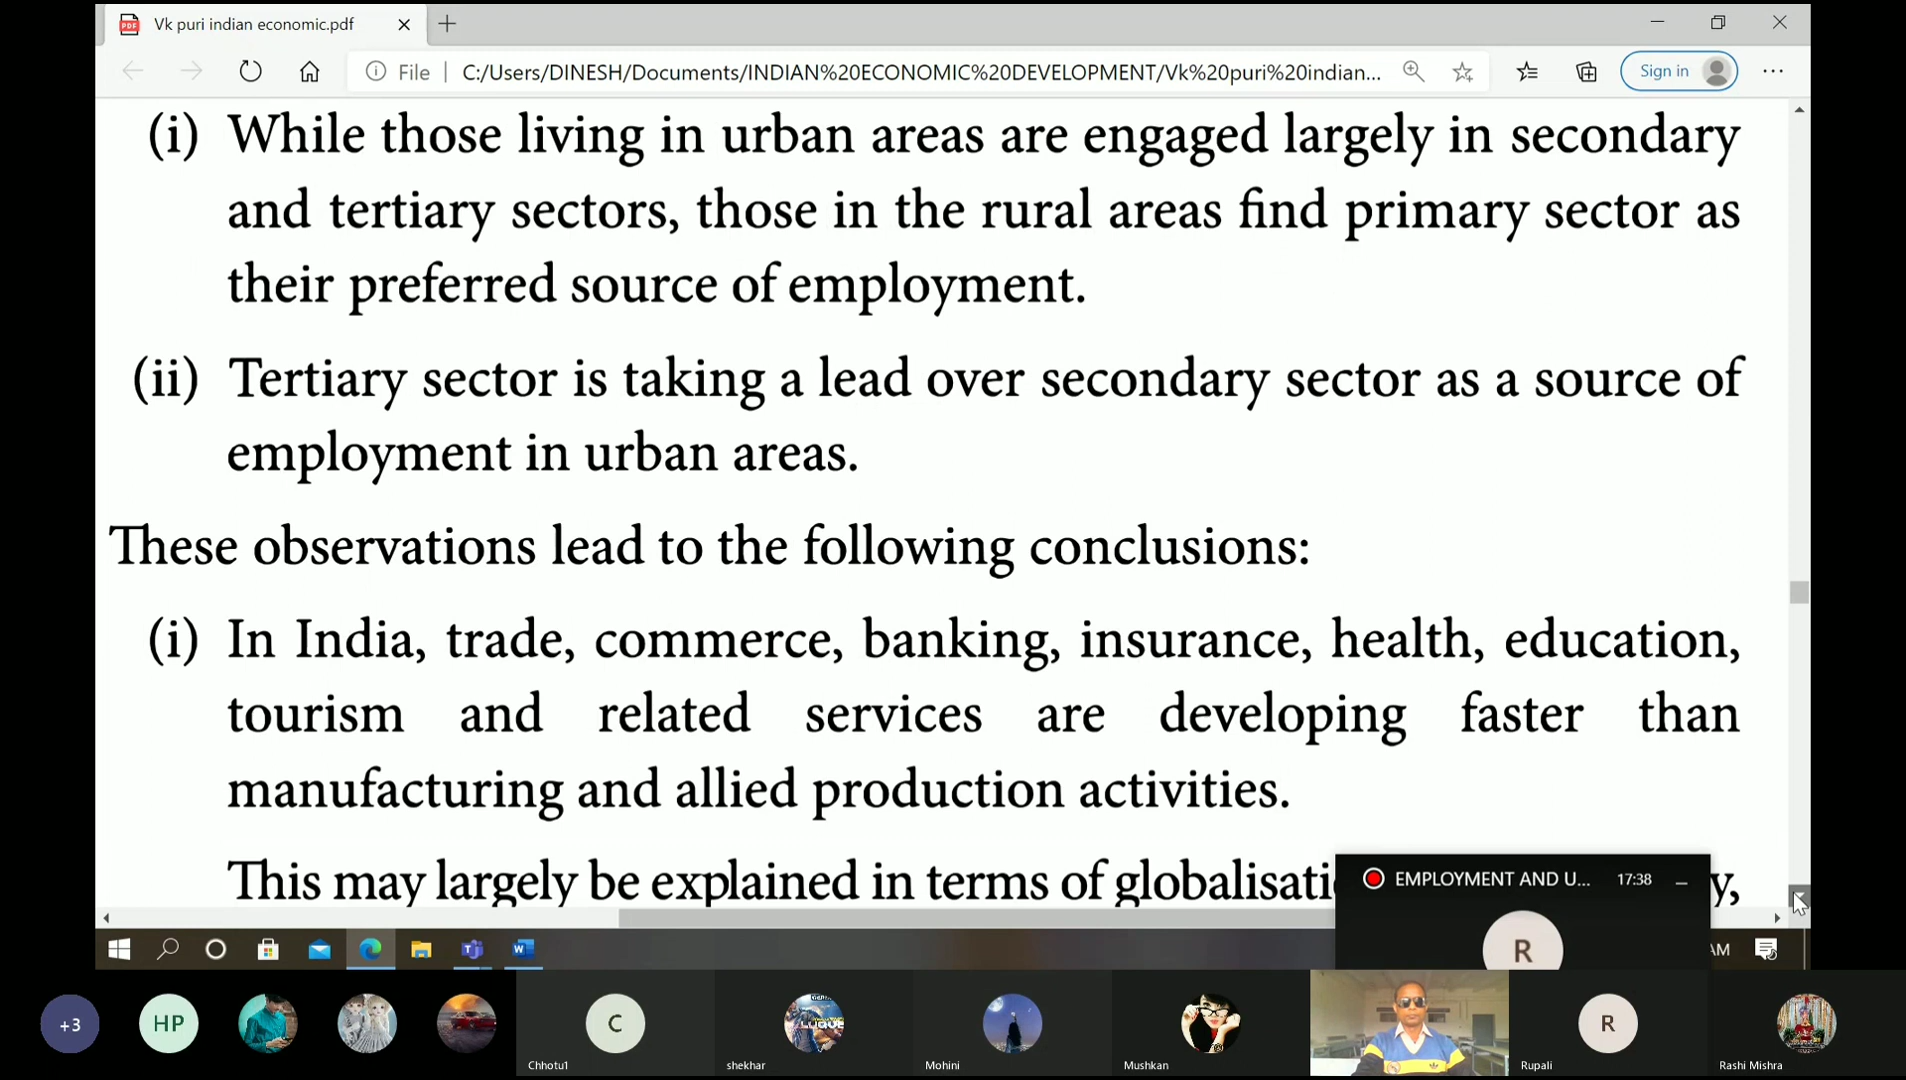 Vk puri indian economic.pdf
File | C:/Users/DINESH/Documents/INDIAN%20ECONOMIC%20DEVELOPMENT/Vk%20puri%20indian...
Sign in
(i) While those living in urban areas are engaged largely in secondary
and tertiary sectors, those in the rural areas find primary sector as
their preferred source of employment.
(ii) Tertiary sector is taking a lead over secondary sector as a source of
employment in urban areas.
These observations lead to the following conclusions:
(i) In India, trade, commerce, banking, insurance, health, education,
tourism and related services are developing faster than
manufacturing and allied production activities.
This may largely be explained in terms of globalisati
y,
EMPLOYMENT AND U... 17:38
R
AM
+3
HP
C
R
Chhotu1
shekhar
Mohini
Mushkan
Rupali
Rashi Mishra